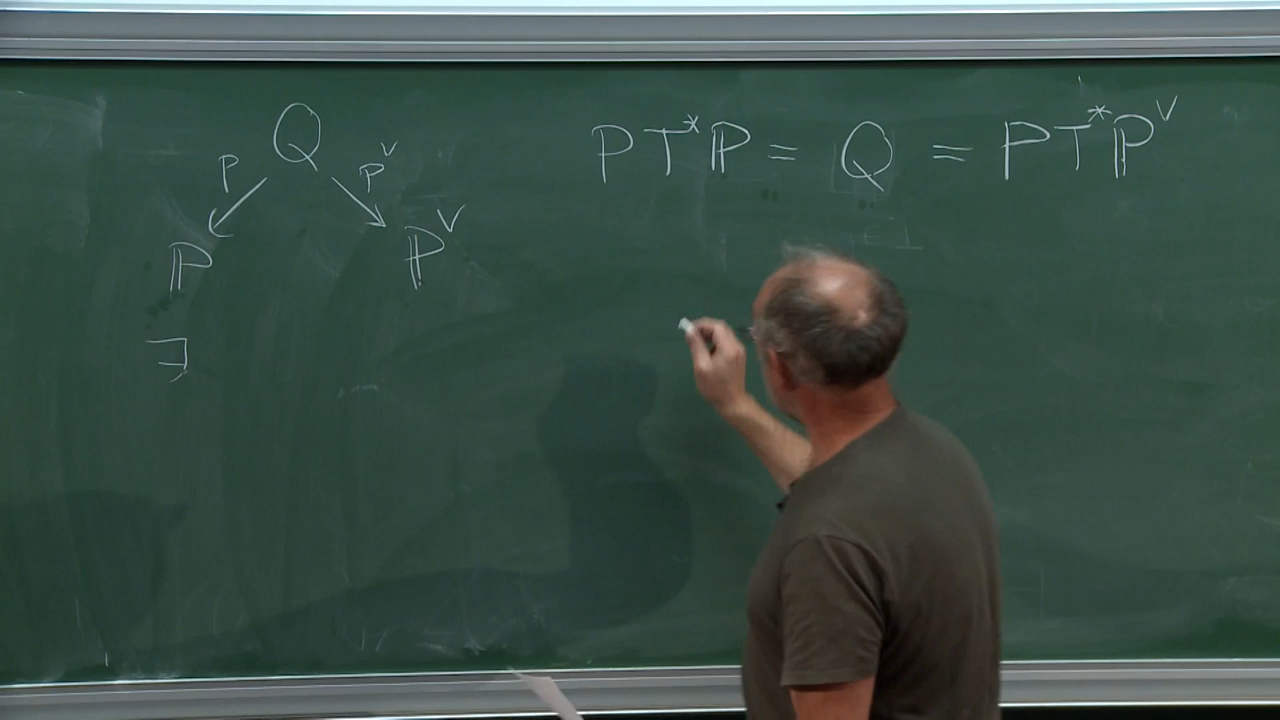 Q
p p^∨
ℙ ℙ^∨
∃
PT*ℙ = Q = PT*ℙ^∨